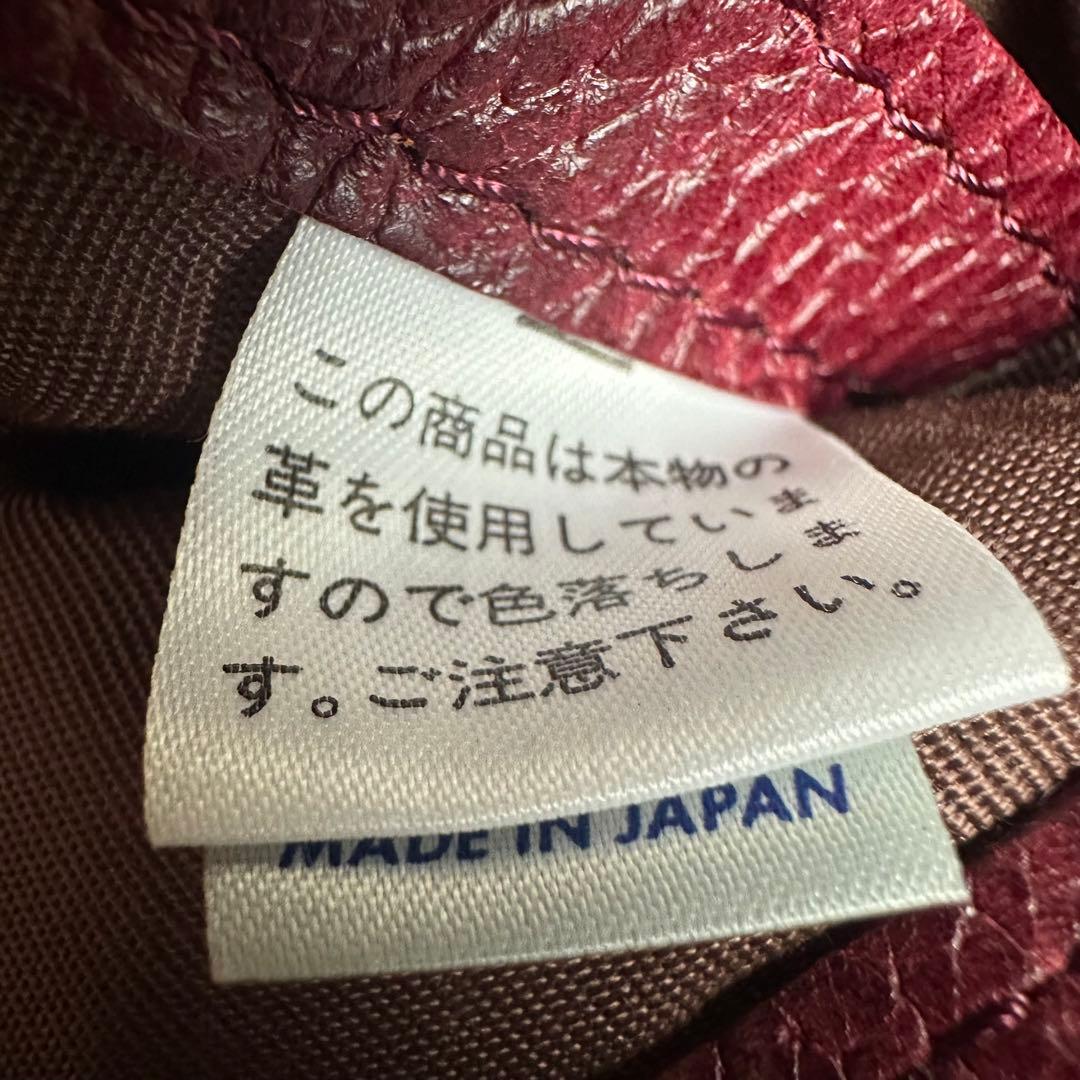 この商品は本物の
革を使用していま
すので色落ちしま
す。ご注意下さい。
MADE IN JAPAN